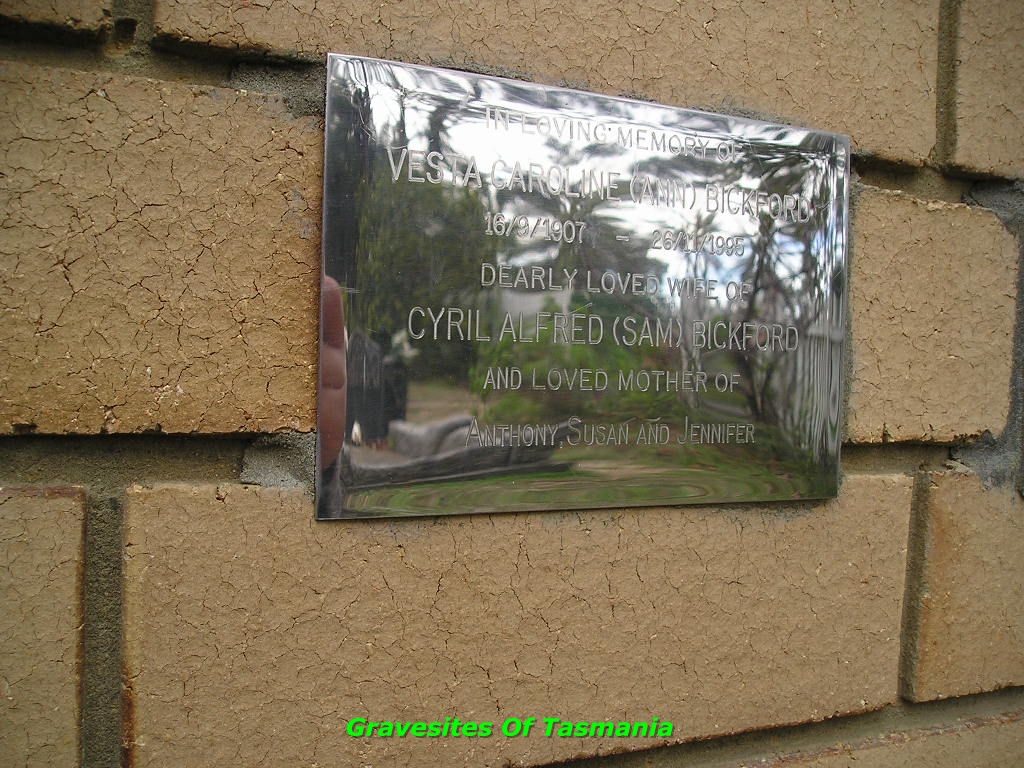 IN LOVING MEMORY OF
VESTA CAROLINE (ANN) BICKFORD
16/9/1907 – 26/11/1995
DEARLY LOVED WIFE OF
CYRIL ALFRED (SAM) BICKFORD
AND LOVED MOTHER OF
ANTHONY, SUSAN AND JENNIFER
Gravesites Of Tasmania